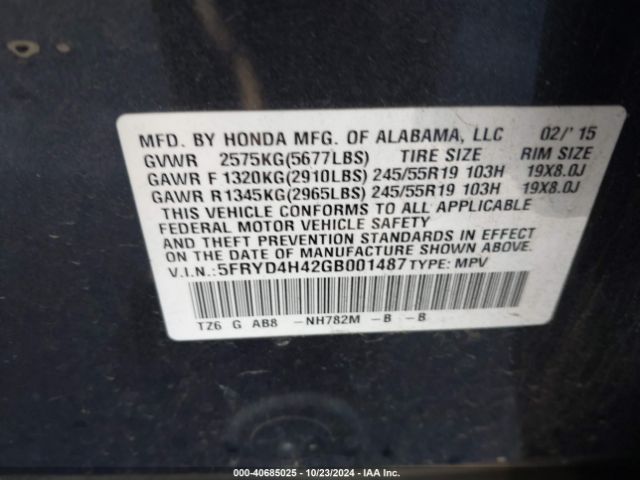 MFD. BY HONDA MFG. OF ALABAMA, LLC 02/'15
GVWR 2575KG(5677LBS) TIRE SIZE RIM SIZE
GAWR F 1320KG(2910LBS) 245/55R19 103H 19X8.0J
GAWR R 1345KG(2965LBS) 245/55R19 103H 19X8.0J
THIS VEHICLE CONFORMS TO ALL APPLICABLE
FEDERAL MOTOR VEHICLE SAFETY
AND THEFT PREVENTION STANDARDS IN EFFECT
ON THE DATE OF MANUFACTURE SHOWN ABOVE.
V.I.N.: 5FRYD4H42GB001487 TYPE: MPV
TZ6 G AB8 -NH782M -B -B
000-40685025 - 10/23/2024 - IAA Inc.